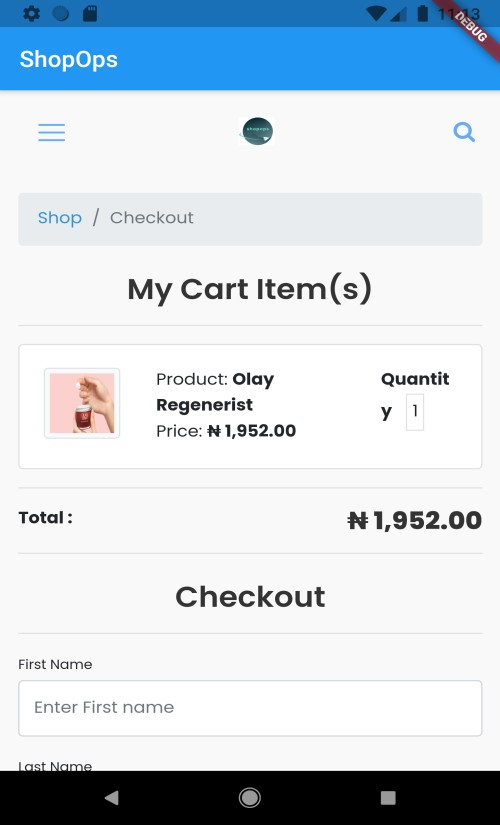 11:13
DEBUG
ShopOps
shopops
Shop / Checkout
My Cart Item(s)
Product: Olay
Regenerist
Price: ₦ 1,952.00
Quantit
y 1
Total :
₦ 1,952.00
Checkout
First Name
Enter First name
Last Name